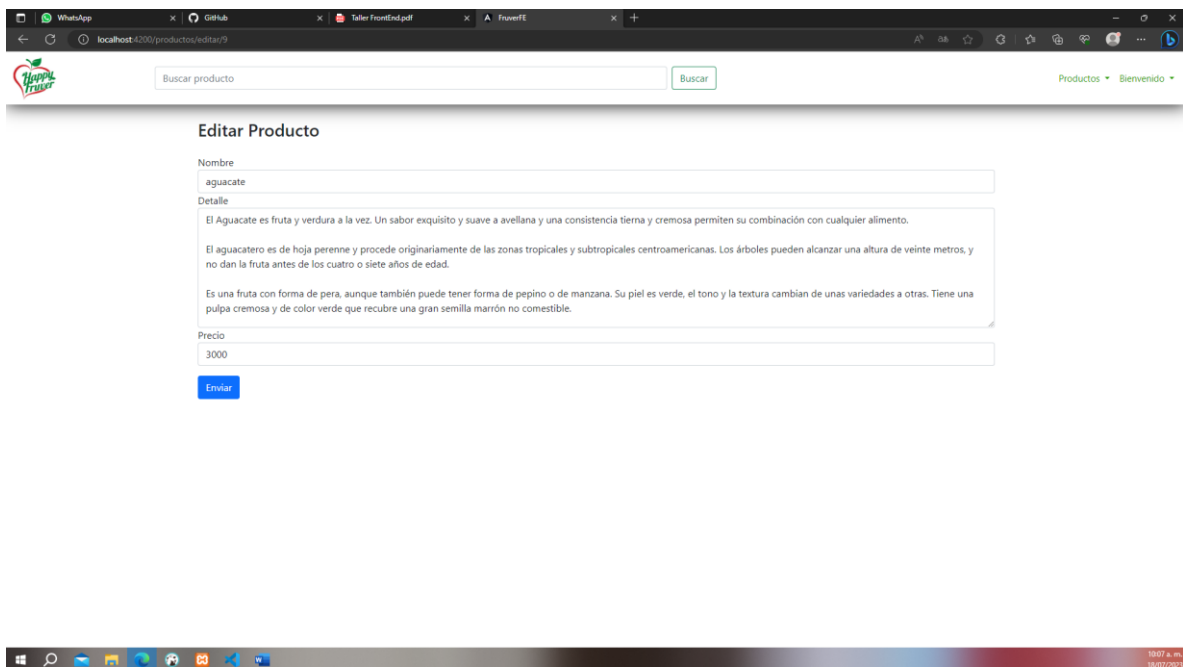 WhatsApp
GitHub
Taller FrontEnd.pdf
FruverFE
localhost:4200/productos/editar/9
Happy
fruver
Buscar producto
Buscar
Productos
Bienvenido
Editar Producto
Nombre
aguacate
Detalle
El Aguacate es fruta y verdura a la vez. Un sabor exquisito y suave a avellana y una consistencia tierna y cremosa permiten su combinación con cualquier alimento.
El aguacatero es de hoja perenne y procede originariamente de las zonas tropicales y subtropicales centroamericanas. Los árboles pueden alcanzar una altura de veinte metros, y
no dan la fruta antes de los cuatro o siete años de edad.
Es una fruta con forma de pera, aunque también puede tener forma de pepino o de manzana. Su piel es verde, el tono y la textura cambian de unas variedades a otras. Tiene una
pulpa cremosa y de color verde que recubre una gran semilla marrón no comestible.
Precio
3000
Enviar
10:07 a. m.
18/07/2023